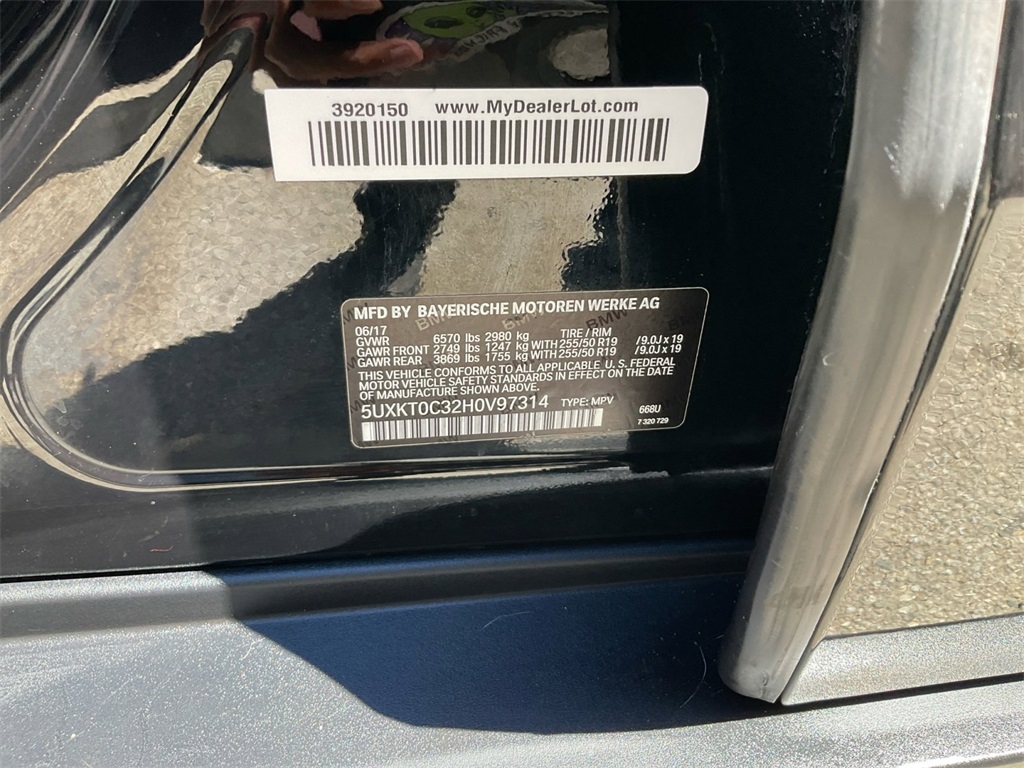 3920150 www.MyDealerLot.com
MFD BY BAYERISCHE MOTOREN WERKE AG
06/17 TIRE / RIM
GVWR 6570 lbs 2980 kg
GAWR FRONT 2749 lbs 1247 kg WITH 255/50 R19 /9.0J x 19
GAWR REAR 3869 lbs 1755 kg WITH 255/50 R19 /9.0J x 19
THIS VEHICLE CONFORMS TO ALL APPLICABLE U.S. FEDERAL
MOTOR VEHICLE SAFETY STANDARDS IN EFFECT ON THE DATE
OF MANUFACTURE SHOWN ABOVE.
5UXKT0C32H0V97314 TYPE: MPV 668U
7 320 729